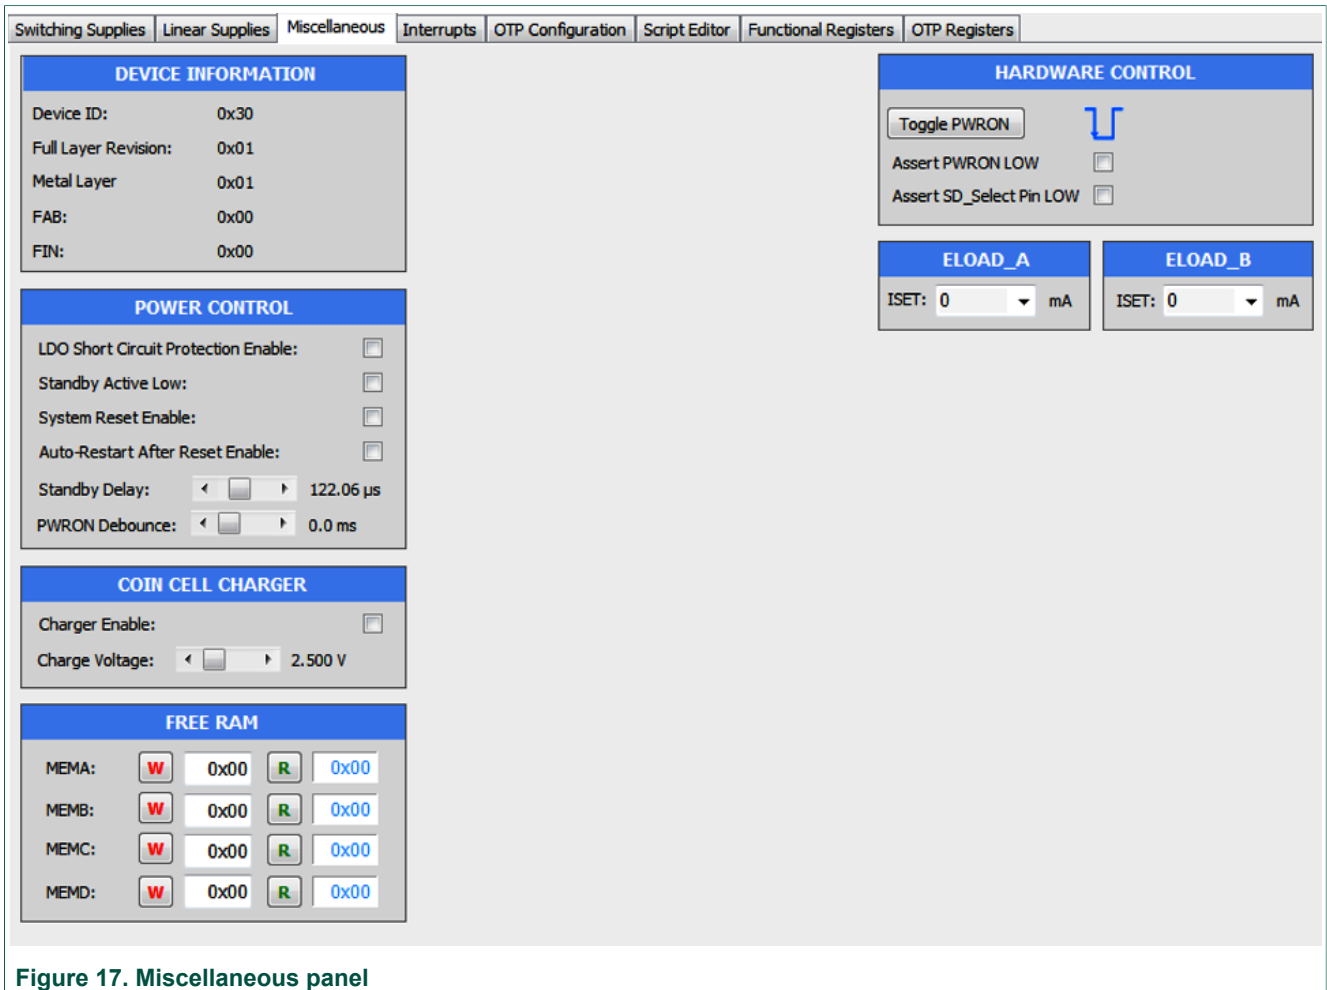 Switching Supplies Linear Supplies Miscellaneous Interrupts OTP Configuration Script Editor Functional Registers OTP Registers
DEVICE INFORMATION
Device ID: 0x30
Full Layer Revision: 0x01
Metal Layer 0x01
FAB: 0x00
FIN: 0x00
POWER CONTROL
LDO Short Circuit Protection Enable:
Standby Active Low:
System Reset Enable:
Auto-Restart After Reset Enable:
Standby Delay: 122.06 µs
PWRON Debounce: 0.0 ms
COIN CELL CHARGER
Charger Enable:
Charge Voltage: 2.500 V
FREE RAM
MEMA: W 0x00 R 0x00
MEMB: W 0x00 R 0x00
MEMC: W 0x00 R 0x00
MEMD: W 0x00 R 0x00
HARDWARE CONTROL
Toggle PWRON
Assert PWRON LOW
Assert SD_Select Pin LOW
ELOAD_A
ISET: 0 mA
ELOAD_B
ISET: 0 mA
Figure 17. Miscellaneous panel